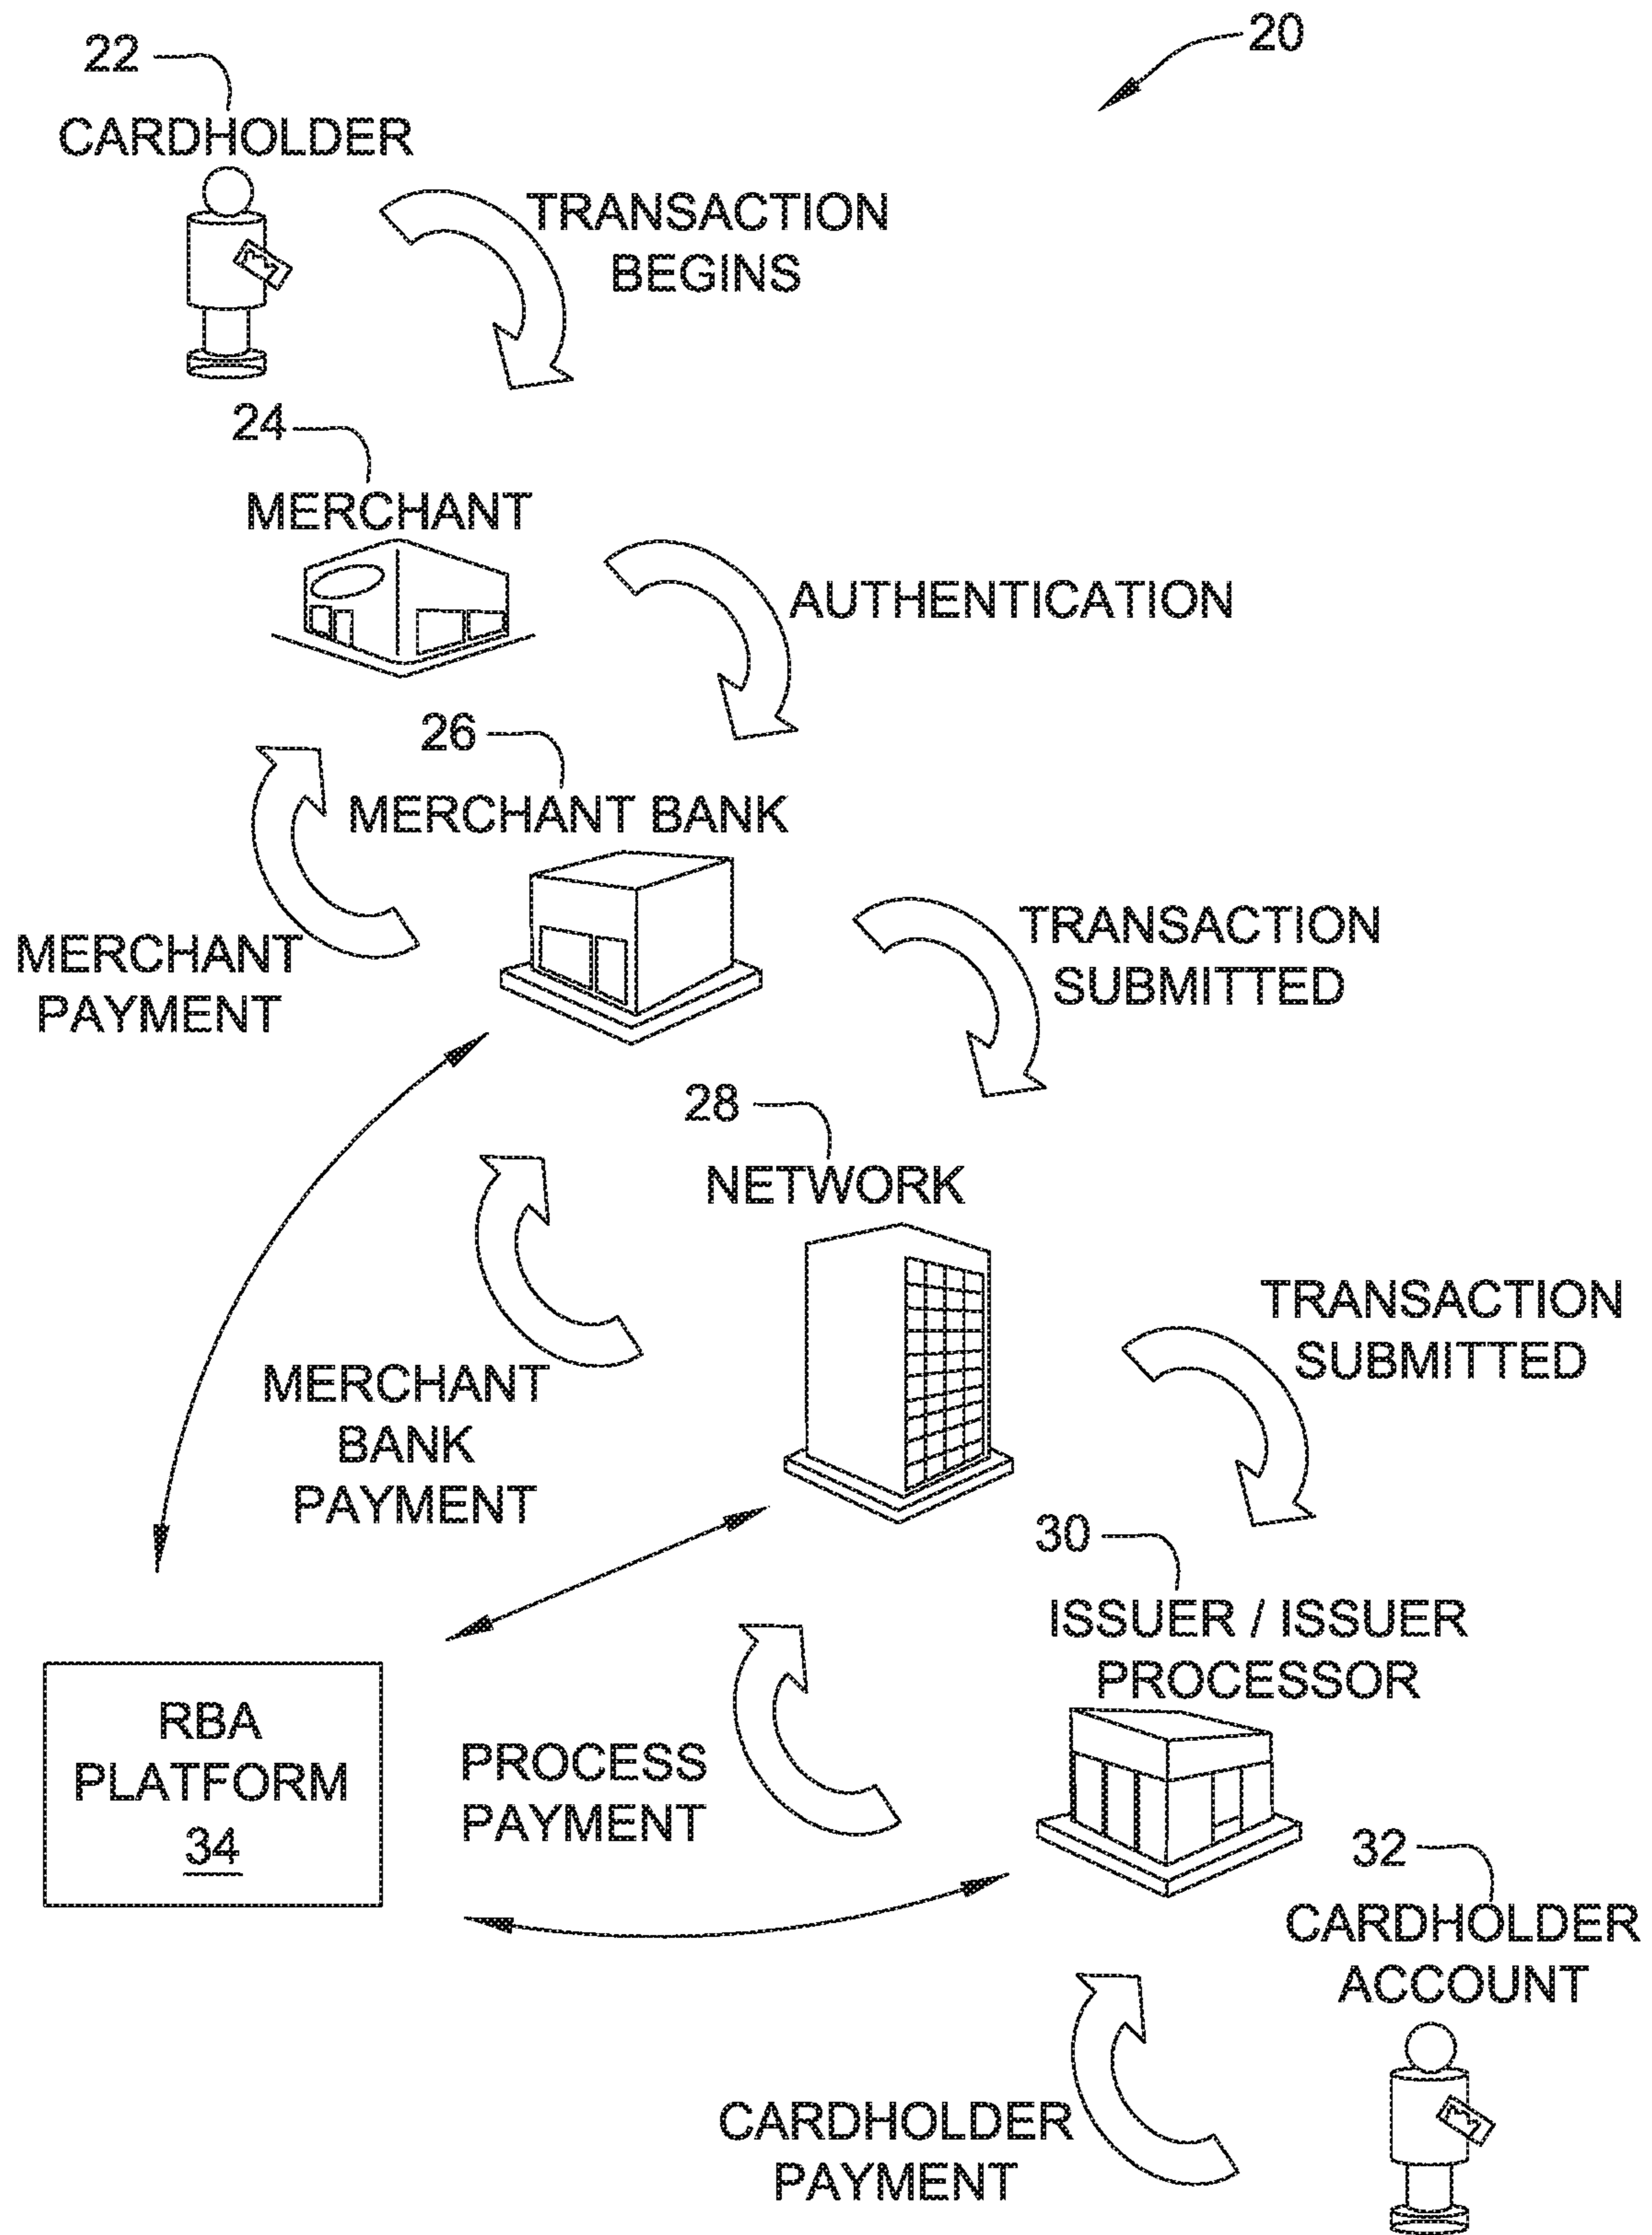 20
22
CARDHOLDER
TRANSACTION
BEGINS
24
MERCHANT
AUTHENTICATION
26
MERCHANT BANK
MERCHANT
PAYMENT
TRANSACTION
SUBMITTED
28
NETWORK
TRANSACTION
SUBMITTED
MERCHANT
BANK
PAYMENT
30
ISSUER / ISSUER
PROCESSOR
RBA
PLATFORM
34
PROCESS
PAYMENT
32
CARDHOLDER
ACCOUNT
CARDHOLDER
PAYMENT